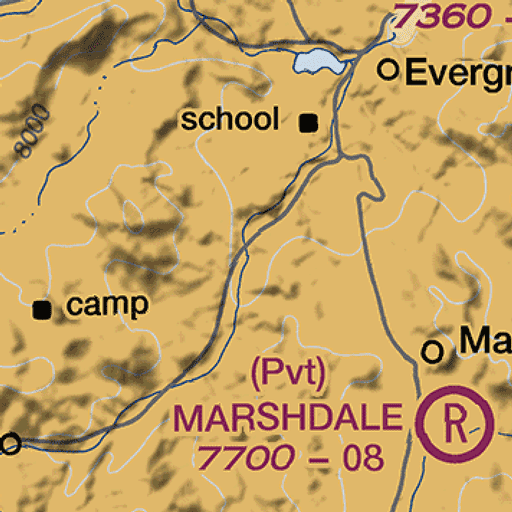 7360 -
Evergr
school
8000
camp
Ma
(Pvt)
MARSHDALE
R
7700 - 08